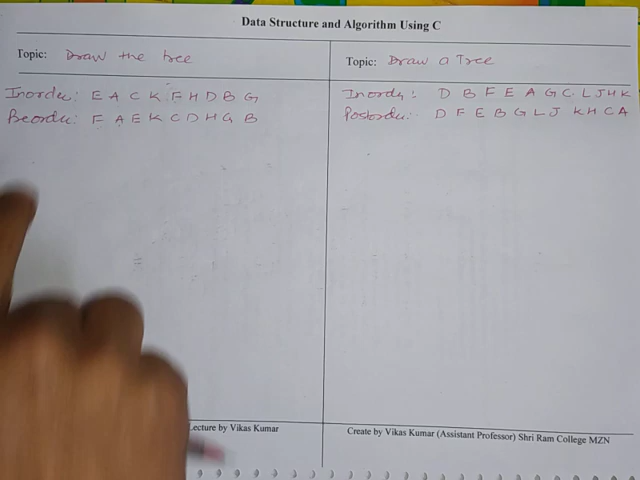 Data Structure and Algorithm Using C
Topic: Draw the tree
Inorder: E A C K F H D B G
Preorder: F A E K C D H G B
Lecture by Vikas Kumar
Topic: Draw a Tree
Inorder: D B F E A G C L J H K
Postorder: D F E B G L J K H C A
Create by Vikas Kumar (Assistant Professor) Shri Ram College MZN